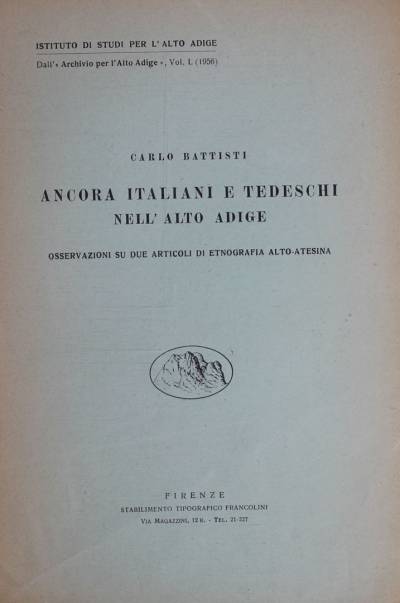 ISTITUTO DI STUDI PER L'ALTO ADIGE
Dall'« Archivio per l'Alto Adige », Vol. L (1956)
CARLO BATTISTI
ANCORA ITALIANI E TEDESCHI
NELL'ALTO ADIGE
OSSERVAZIONI SU DUE ARTICOLI DI ETNOGRAFIA ALTO-ATESINA
FIRENZE
STABILIMENTO TIPOGRAFICO FRANCOLINI
VIA MAGAZZINI, 12 R. - TEL. 21-227